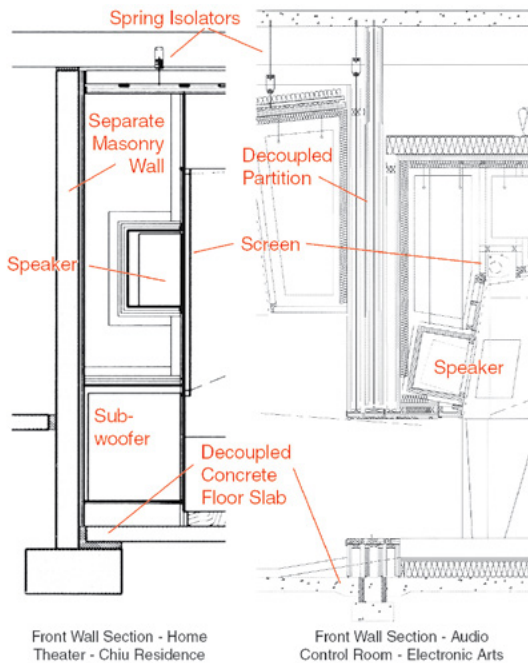 Spring Isolators
Separate
Masonry
Wall
Decoupled
Partition
Screen
Speaker
Speaker
Sub-
woofer
Decoupled
Concrete
Floor Slab
Front Wall Section - Home
Theater - Chiu Residence
Front Wall Section - Audio
Control Room - Electronic Arts